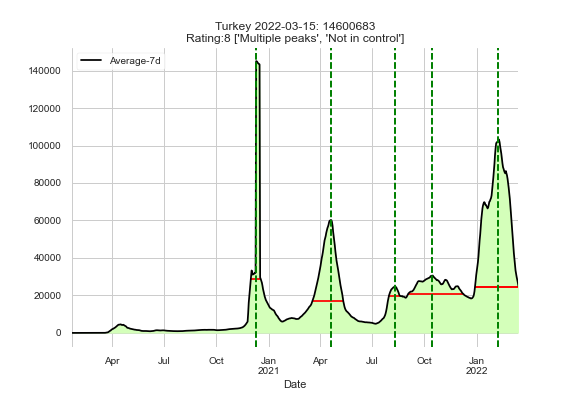 Turkey 2022-03-15: 14600683
Rating:8 ['Multiple peaks', 'Not in control']
Average-7d
140000
120000
100000
80000
60000
40000
20000
0
Apr Jul Oct Jan Apr Jul Oct Jan
2021 2022
Date